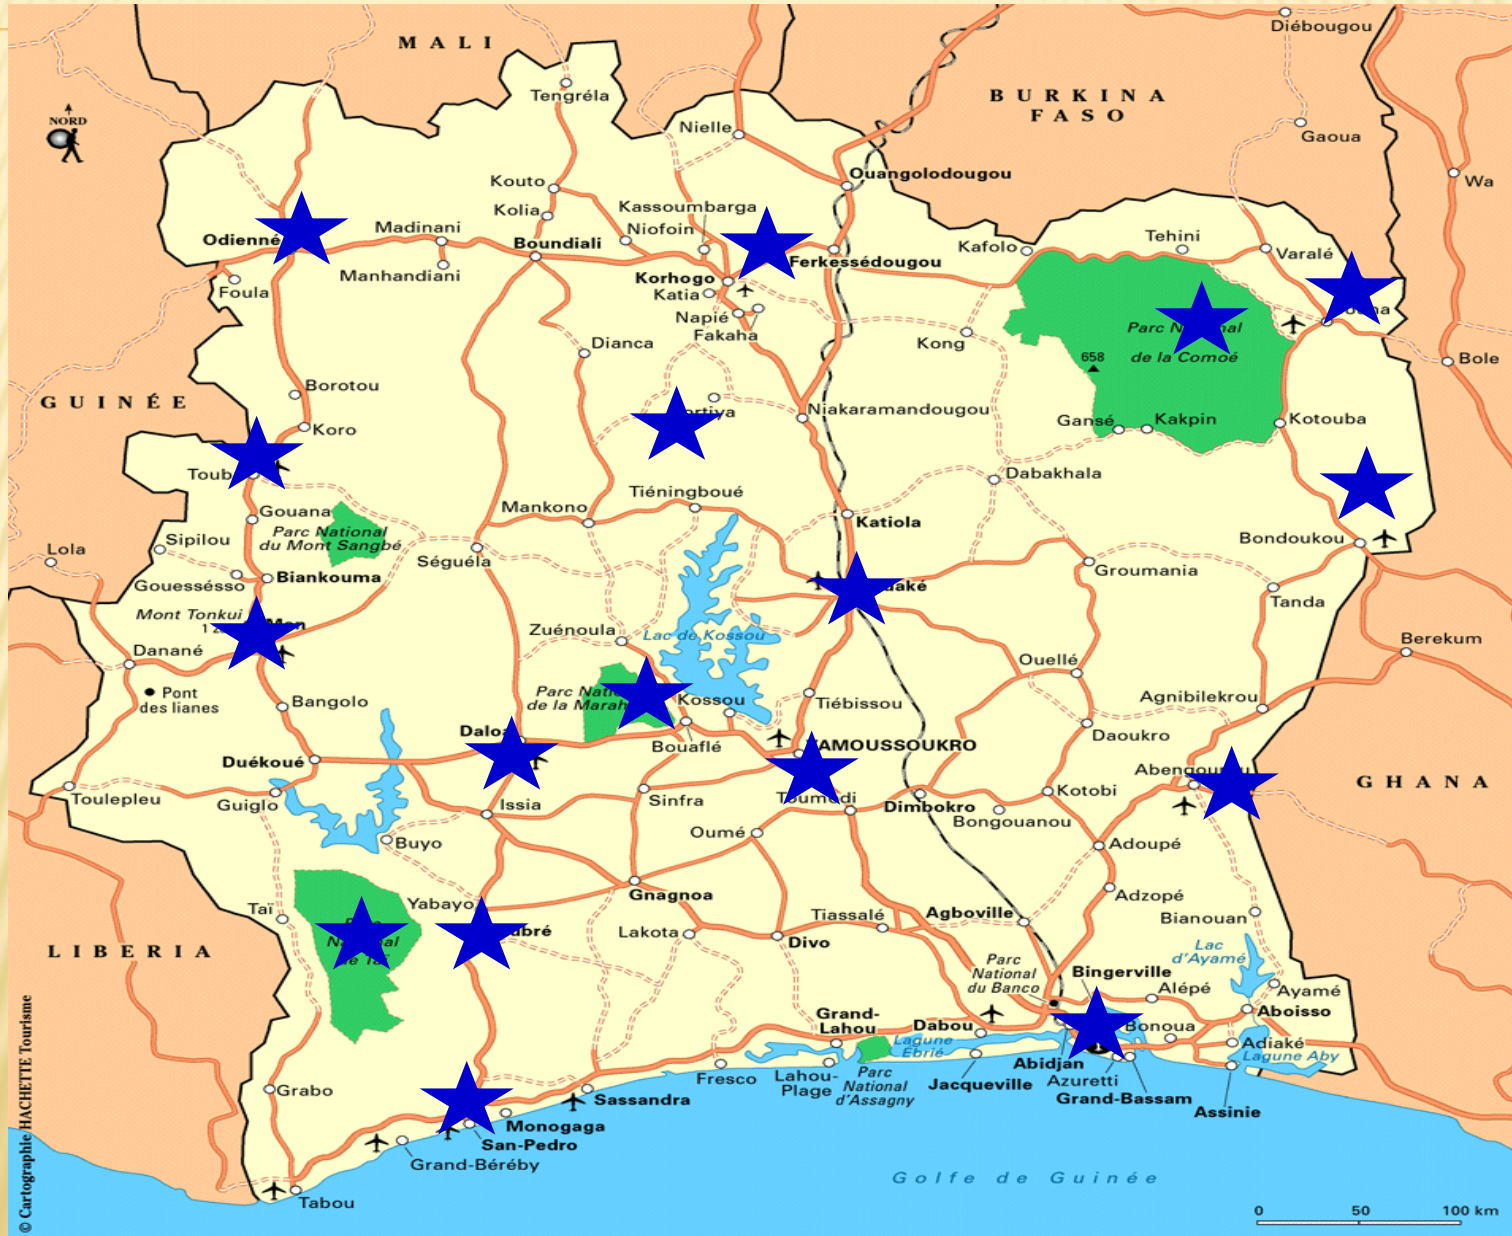 MALI
Diébougou
Tengréla
BURKINA
FASO
NORD
Nielle
Gaoua
Ouangolodougou
Wa
Kouto
Kassoumbarga
Kolia
Niofoin
Madinani
Tehini
Odienné
Boundiali
Kafolo
Varalé
Ferkessédougou
Manhandiani
Korhogo
Foula
Katia
Napié
Fakaha
Parc
de la Comoé
Kong
Dianca
658
Bole
Borotou
GUINÉE
Niakaramandougou
Koro
Gansé
Kakpin
Kotouba
Dabakhala
Tiéningboué
Mankono
Gouana
Katiola
Parc National
du Mont Sangbé
Sipilou
Bondoukou
Lola
Séguéla
Groumania
Gouessésso
Biankouma
Tanda
Mont Tonkui
Zuénoula
Lac de Kossou
Berekum
Danané
Ouellé
Pont
des lianes
Parc
de la
Kossou
Agnibilekrou
Bangolo
Tiébissou
Daoukro
Bouaflé
YAMOUSSOUKRO
Duékoué
GHANA
Toulepleu
Guiglo
Issia
Sinfra
Dimbokro
Kotobi
Bongouanou
Oumé
Buyo
Adoupé
Gnagnoa
Adzopé
Yabayo
Taï
Tiassalé
Agboville
Bianouan
Lakota
Divo
LIBERIA
Lac
d'Ayamé
Parc
National
du Banco
Bingerville
Alépé
Ayamé
Grand-
Lahou
Dabou
Bonoua
Aboisso
Lagune
Ebrié
Adiaké
Lagune Aby
Abidjan
Grabo
Fresco
Lahou-
Plage
Parc
National
d'Assagny
Jacqueville
Azuretti
Grand-Bassam
Assinie
Sassandra
Monogaga
San-Pedro
Grand-Béréby
Golfe de Guinée
Tabou
0 50 100 km
© Cartographie HACHETTE Tourisme